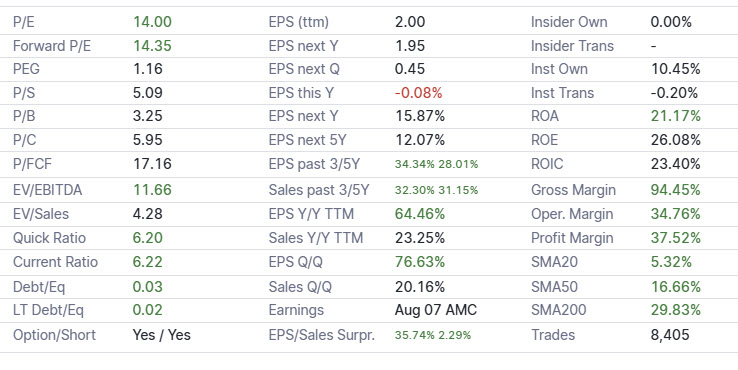 P/E 14.00 EPS (ttm) 2.00 Insider Own 0.00%
Forward P/E 14.35 EPS next Y 1.95 Insider Trans -
PEG 1.16 EPS next Q 0.45 Inst Own 10.45%
P/S 5.09 EPS this Y -0.08% Inst Trans -0.20%
P/B 3.25 EPS next Y 15.87% ROA 21.17%
P/C 5.95 EPS next 5Y 12.07% ROE 26.08%
P/FCF 17.16 EPS past 3/5Y 34.34% 28.01% ROIC 23.40%
EV/EBITDA 11.66 Sales past 3/5Y 32.30% 31.15% Gross Margin 94.45%
EV/Sales 4.28 EPS Y/Y TTM 64.46% Oper. Margin 34.76%
Quick Ratio 6.20 Sales Y/Y TTM 23.25% Profit Margin 37.52%
Current Ratio 6.22 EPS Q/Q 76.63% SMA20 5.32%
Debt/Eq 0.03 Sales Q/Q 20.16% SMA50 16.66%
LT Debt/Eq 0.02 Earnings Aug 07 AMC SMA200 29.83%
Option/Short Yes / Yes EPS/Sales Surpr. 35.74% 2.29% Trades 8,405